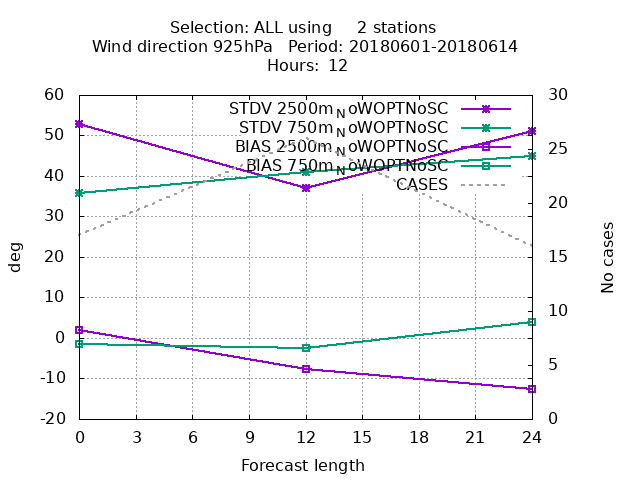 Selection: ALL using     2 stations
Wind direction 925hPa   Period: 20180601-20180614
Hours:  12
60
50
40
30
20
10
0
-10
-20
deg
30
25
20
15
10
5
0
No cases
STDV 2500m_NoWOPTNoSC
STDV 750m_NoWOPTNoSC
BIAS 2500m_NoWOPTNoSC
BIAS 750m_NoWOPTNoSC
CASES
0 3 6 9 12 15 18 21 24
Forecast length